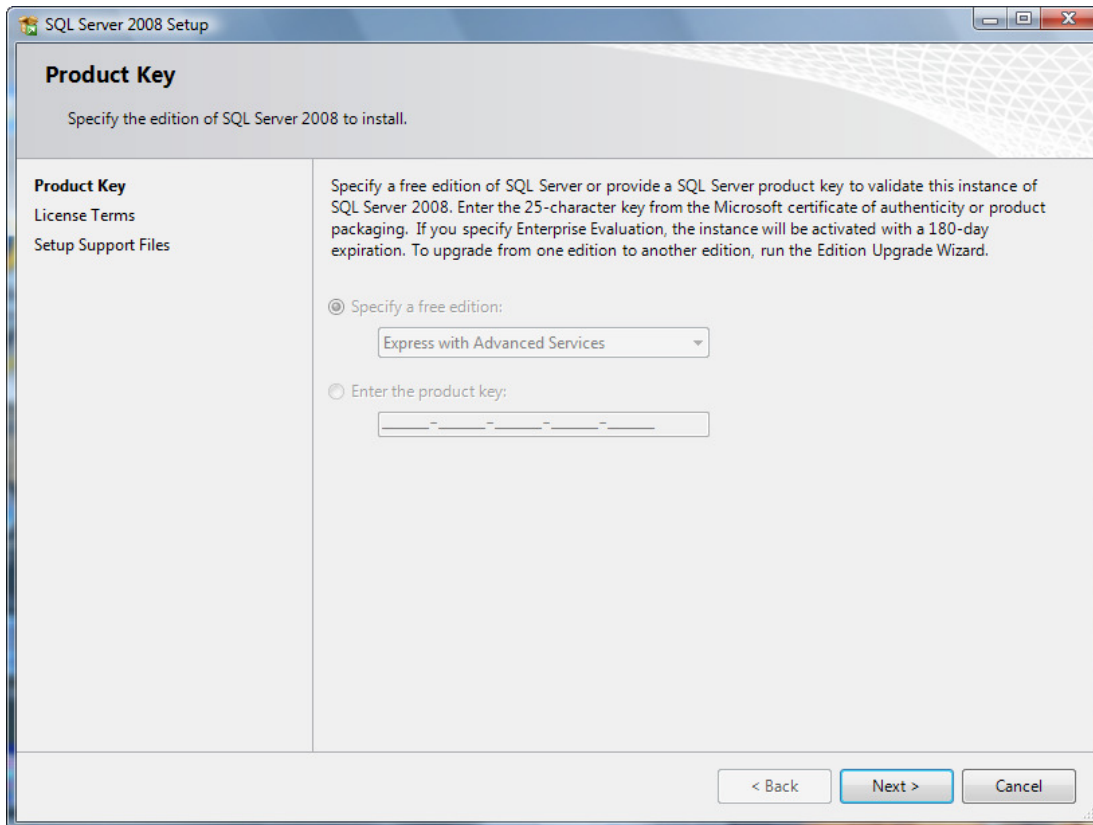 SQL Server 2008 Setup
Product Key
Specify the edition of SQL Server 2008 to install.
Product Key
License Terms
Setup Support Files
Specify a free edition of SQL Server or provide a SQL Server product key to validate this instance of
SQL Server 2008. Enter the 25-character key from the Microsoft certificate of authenticity or product
packaging. If you specify Enterprise Evaluation, the instance will be activated with a 180-day
expiration. To upgrade from one edition to another edition, run the Edition Upgrade Wizard.
Specify a free edition:
Express with Advanced Services
Enter the product key:
_____-_____-_____-_____-_____
< Back
Next >
Cancel